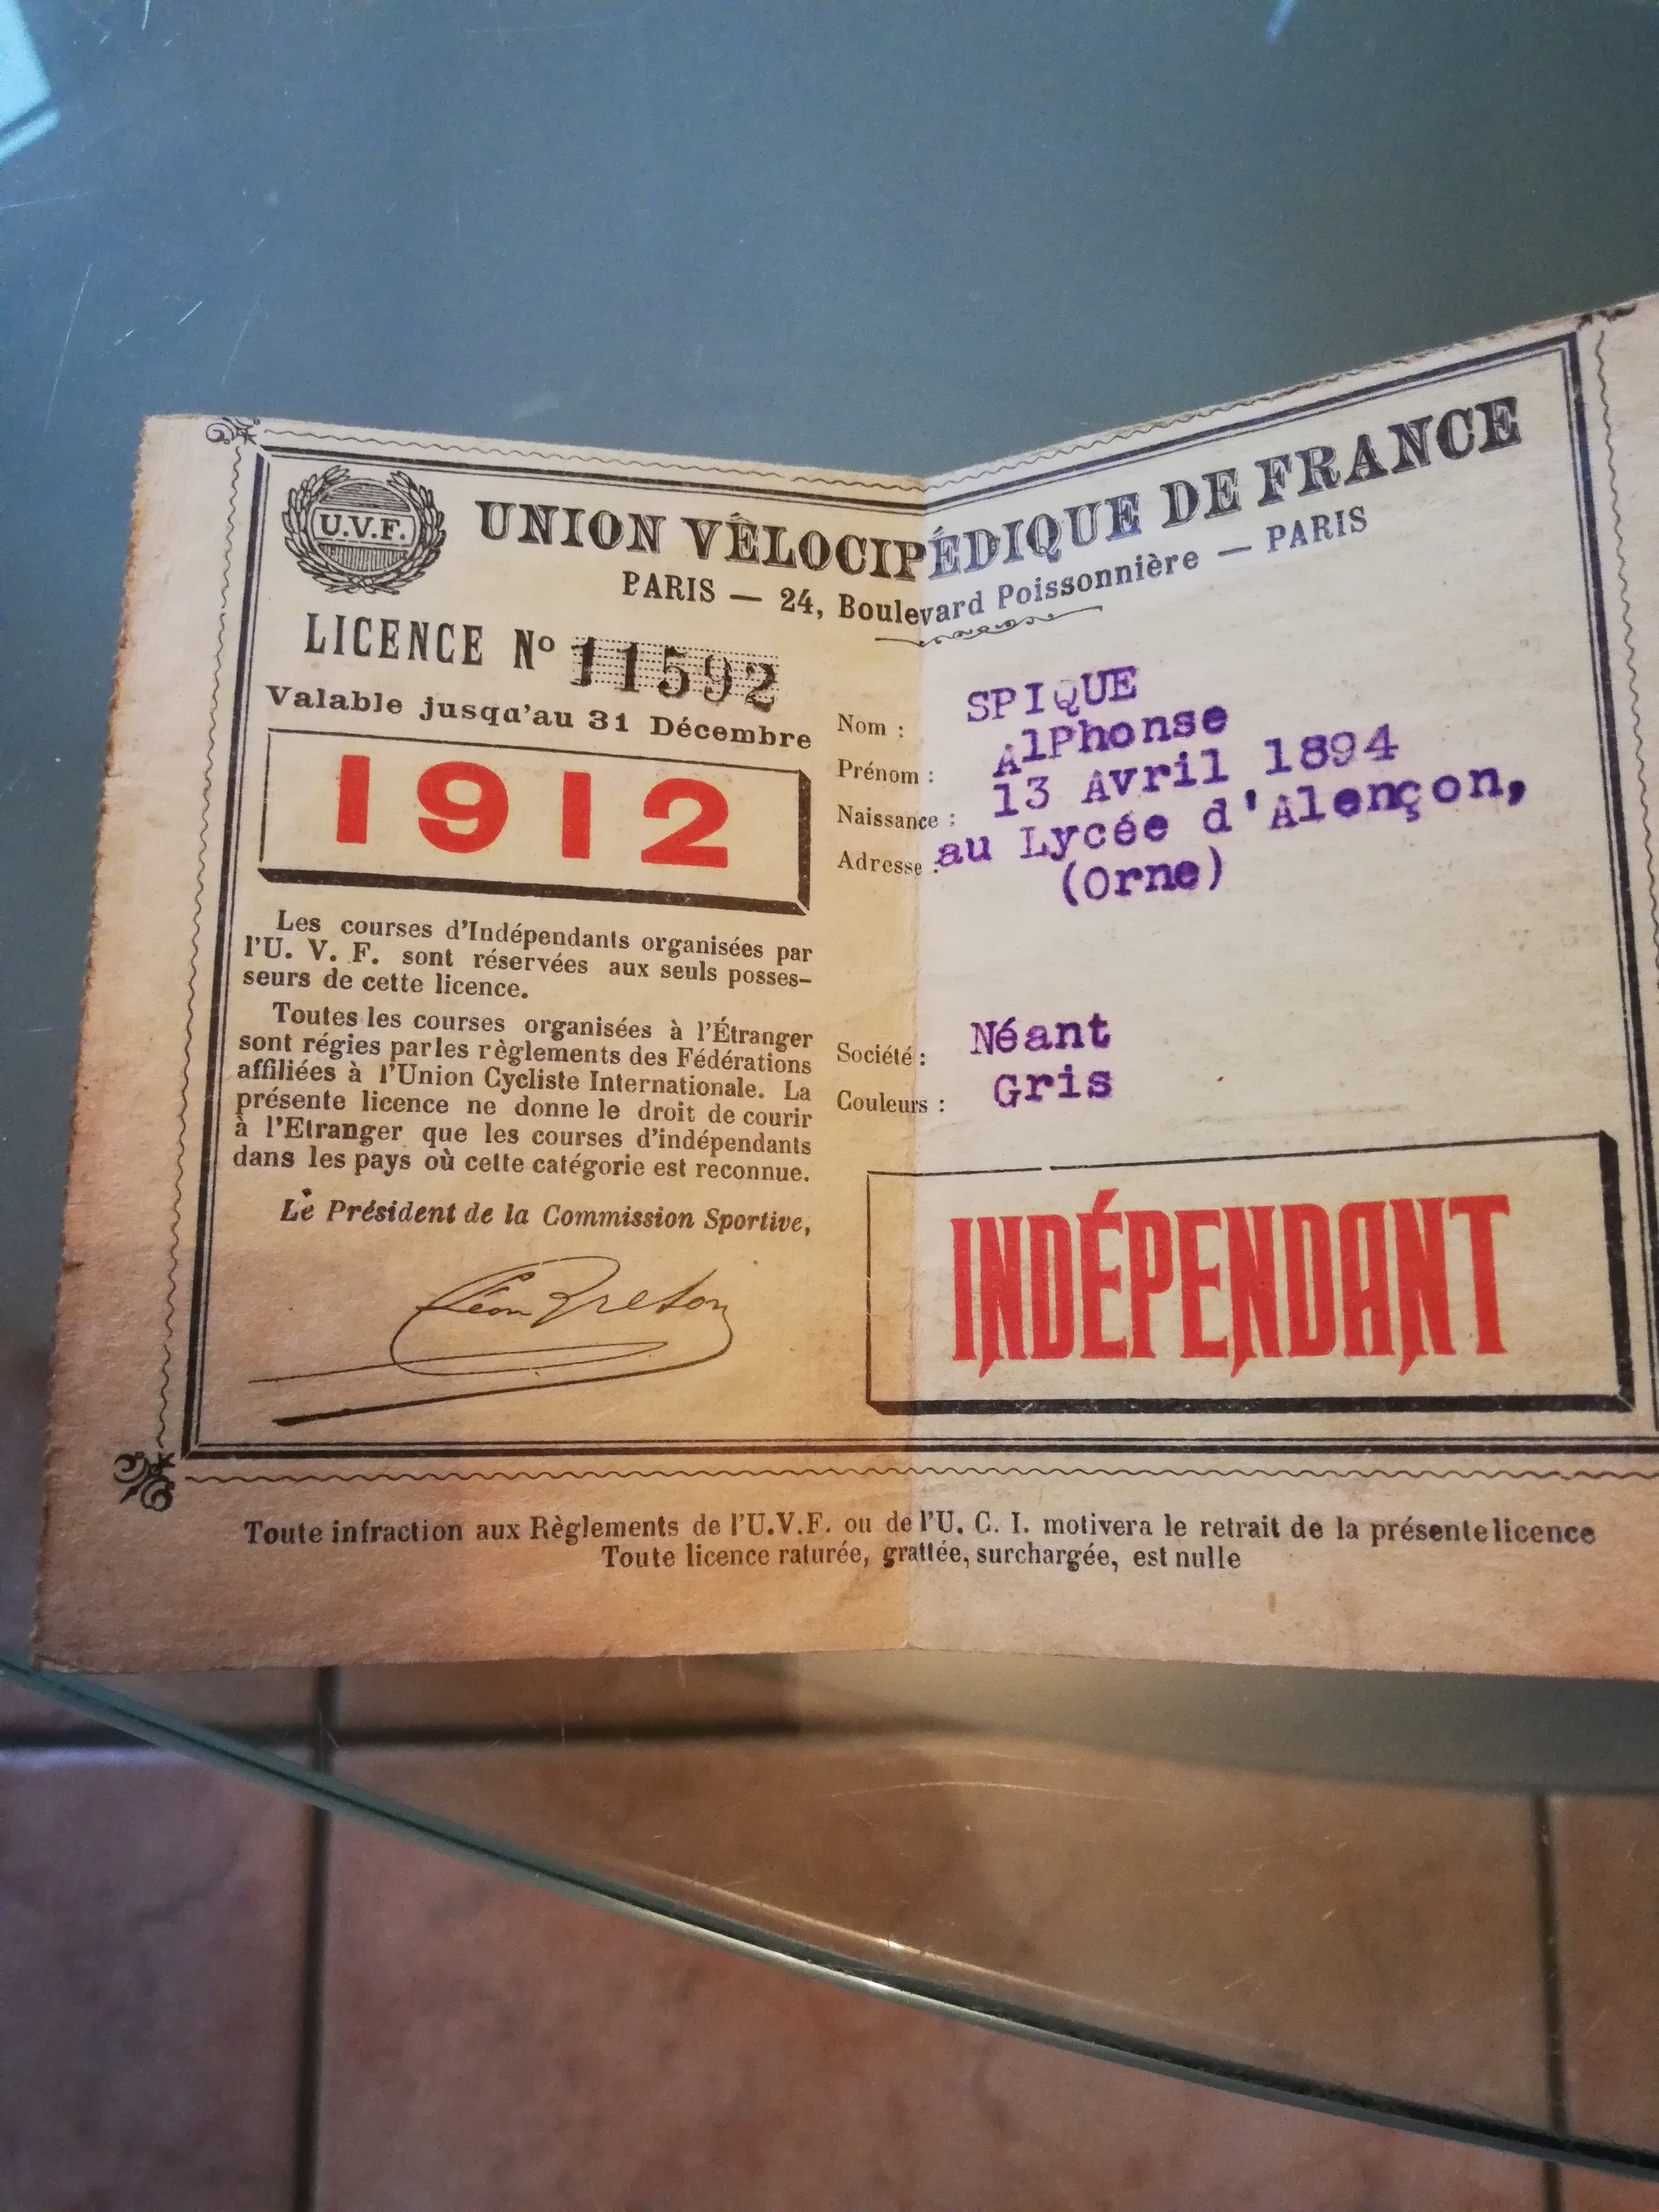 U.V.F.
UNION VÊLOCIPÉDIQUE DE FRANCE
PARIS — 24, Boulevard Poissonnière — PARIS
LICENCE Nº 11592
Valable jusqu'au 31 Décembre
1912
Les courses d'Indépendants organisées par
l'U. V. F. sont réservées aux seuls posses-
seurs de cette licence.
Toutes les courses organisées à l'Étranger
sont régies par les règlements des Fédérations
affiliées à l'Union Cycliste Internationale. La
présente licence ne donne le droit de courir
à l'Etranger que les courses d'indépendants
dans les pays où cette catégorie est reconnue.
Le Président de la Commission Sportive,
Léon Breton
Nom : SPIQUE
Prénom : AlPhonse
Naissance : 13 Avril 1894
Adresse : au Lycée d'Alençon,
(Orne)
Société : Néant
Couleurs : Gris
INDÉPENDANT
Toute infraction aux Règlements de l'U.V.F. ou de l'U. C. I. motivera le retrait de la présente licence
Toute licence raturée, grattée, surchargée, est nulle